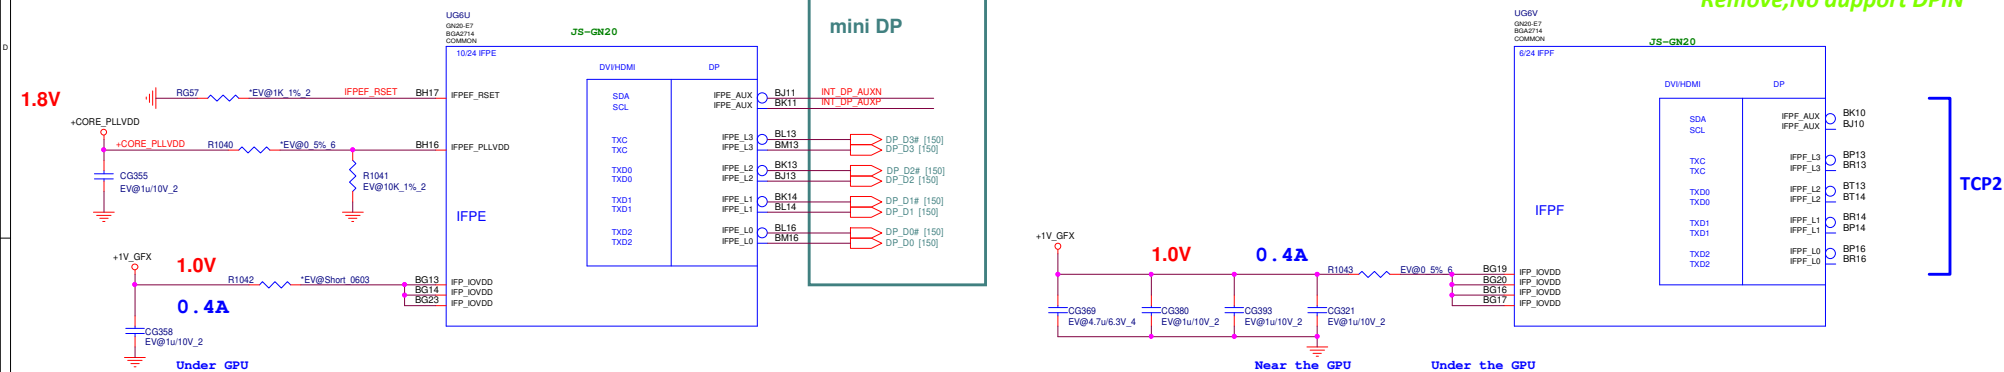 D
UG6U
GN20-E7
BGA2714
COMMON
JS-GN20
10/24 IFPE
mini DP
DVI/HDMI
DP
1.8V
RG57
*EV@1K_1%_2
IFPEF_RSET
BH17
IFPEF_RSET
SDA
SCL
IFPE_AUX
IFPE_AUX
BJ11
BK11
INT_DP_AUXN
INT_DP_AUXP
+CORE_PLLVDD
+CORE_PLLVDD
R1040
*EV@0_5%_6
BH16
IFPEF_PLLVDD
TXC
TXC
IFPE_L3
IFPE_L3
BL13
BM13
DP_D3# [150]
DP_D3 [150]
CG355
EV@1u/10V_2
R1041
EV@10K_1%_2
TXD0
TXD0
IFPE_L2
IFPE_L2
BK13
BJ13
DP_D2# [150]
DP_D2 [150]
TXD1
TXD1
IFPE_L1
IFPE_L1
BK14
BL14
DP_D1# [150]
DP_D1 [150]
IFPE
TXD2
TXD2
IFPE_L0
IFPE_L0
BL16
BM16
DP_D0# [150]
DP_D0 [150]
+1V_GFX
1.0V
R1042
*EV@Short_0603
0.4A
BG13
BG14
BG23
IFP_IOVDD
IFP_IOVDD
IFP_IOVDD
CG358
EV@1u/10V_2
Under GPU
Remove,No dupport DPIN
UG6V
GN20-E7
BGA2714
COMMON
JS-GN20
6/24 IFPF
DVI/HDMI
DP
SDA
SCL
IFPF_AUX
IFPF_AUX
BK10
BJ10
TXC
TXC
IFPF_L3
IFPF_L3
BP13
BR13
TXD0
TXD0
IFPF_L2
IFPF_L2
BT13
BT14
TCP2
IFPF
TXD1
TXD1
IFPF_L1
IFPF_L1
BR14
BP14
TXD2
TXD2
IFPF_L0
IFPF_L0
BP16
BR16
+1V_GFX
1.0V
0.4A
R1043
EV@0_5%_6
BG19
BG20
BG16
BG17
IFP_IOVDD
IFP_IOVDD
IFP_IOVDD
IFP_IOVDD
CG369
EV@4.7u/6.3V_4
CG380
EV@1u/10V_2
CG393
EV@1u/10V_2
CG321
EV@1u/10V_2
Near the GPU
Under the GPU